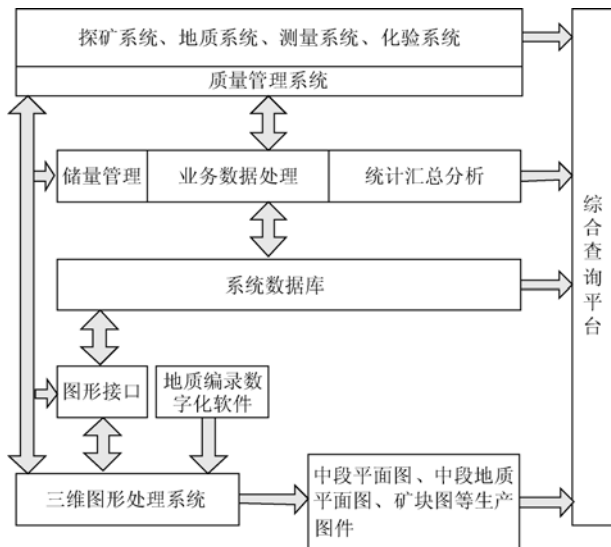 探矿系统、地质系统、测量系统、化验系统
质量管理系统
储量管理
业务数据处理
统计汇总分析
系统数据库
图形接口
地质编录数
字化软件
三维图形处理系统
中段平面图、中段地质
平面图、矿块图等生产
图件
综合查询平台